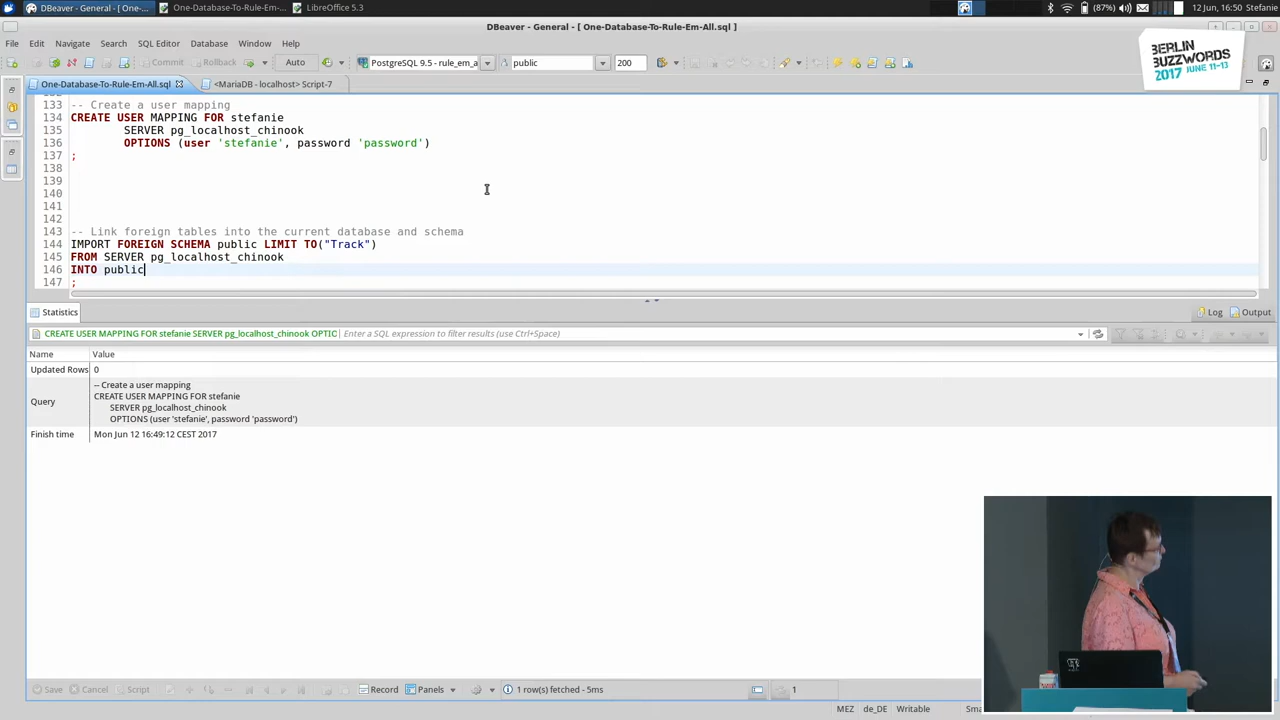 DBeaver - General - [ One-...
One-Database-To-Rule-Em-...
LibreOffice 5.3
(87%)
12 Jun, 16:50 Stefanie
DBeaver - General - [ One-Database-To-Rule-Em-All.sql ]
File Edit Navigate Search SQL Editor Database Window Help
Commit Rollback Auto PostgreSQL 9.5 - rule_em_a public 200
BERLIN
BUZZWORDS
2017 JUNE 11-13
One-Database-To-Rule-Em-All.sql <MariaDB - localhost> Script-7
133 -- Create a user mapping
134 CREATE USER MAPPING FOR stefanie
135 SERVER pg_localhost_chinook
136 OPTIONS (user 'stefanie', password 'password')
137 ;
138
139
140
141
142
143 -- Link foreign tables into the current database and schema
144 IMPORT FOREIGN SCHEMA public LIMIT TO("Track")
145 FROM SERVER pg_localhost_chinook
146 INTO public
147 ;
Statistics Log Output
CREATE USER MAPPING FOR stefanie SERVER pg_localhost_chinook OPTIC Enter a SQL expression to filter results (use Ctrl+Space)
Name Value
Updated Rows 0
Query
-- Create a user mapping
CREATE USER MAPPING FOR stefanie
SERVER pg_localhost_chinook
OPTIONS (user 'stefanie', password 'password')
Finish time Mon Jun 12 16:49:12 CEST 2017
Save Cancel Script Record Panels 1 row(s) fetched - 5ms 1
MEZ de_DE Writable Sma